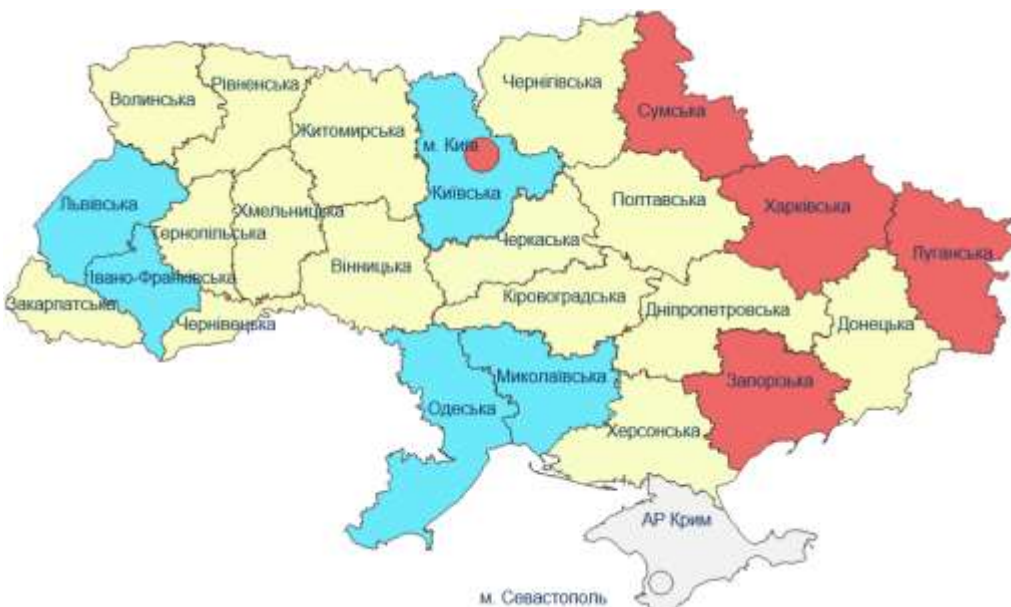 Чернігівська
Рівненська
Волинська
Сумська
Житомирська
м. Київ
Київська
Львівська
Хмельницька
Полтавська
Харківська
Тернопільська
Черкаська
Луганська
Івано-Франківська
Вінницька
Закарпатська
Кіровоградська
Дніпропетровська
Чернівецька
Донецька
Миколаївська
Запорізька
Одеська
Херсонська
АР Крим
м. Севастополь